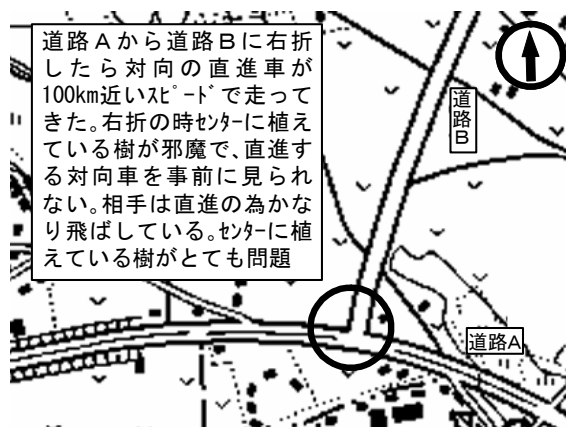 道路Ａから道路Ｂに右折
したら対向の直進車が
100km近いｽﾋﾟｰﾄﾞで走って
きた。右折の時ｾﾝﾀｰに植え
ている樹が邪魔で、直進す
る対向車を事前に見られ
ない。相手は直進の為かな
り飛ばしている。ｾﾝﾀｰに植
えている樹がとても問題
道路Ｂ
道路Ａ